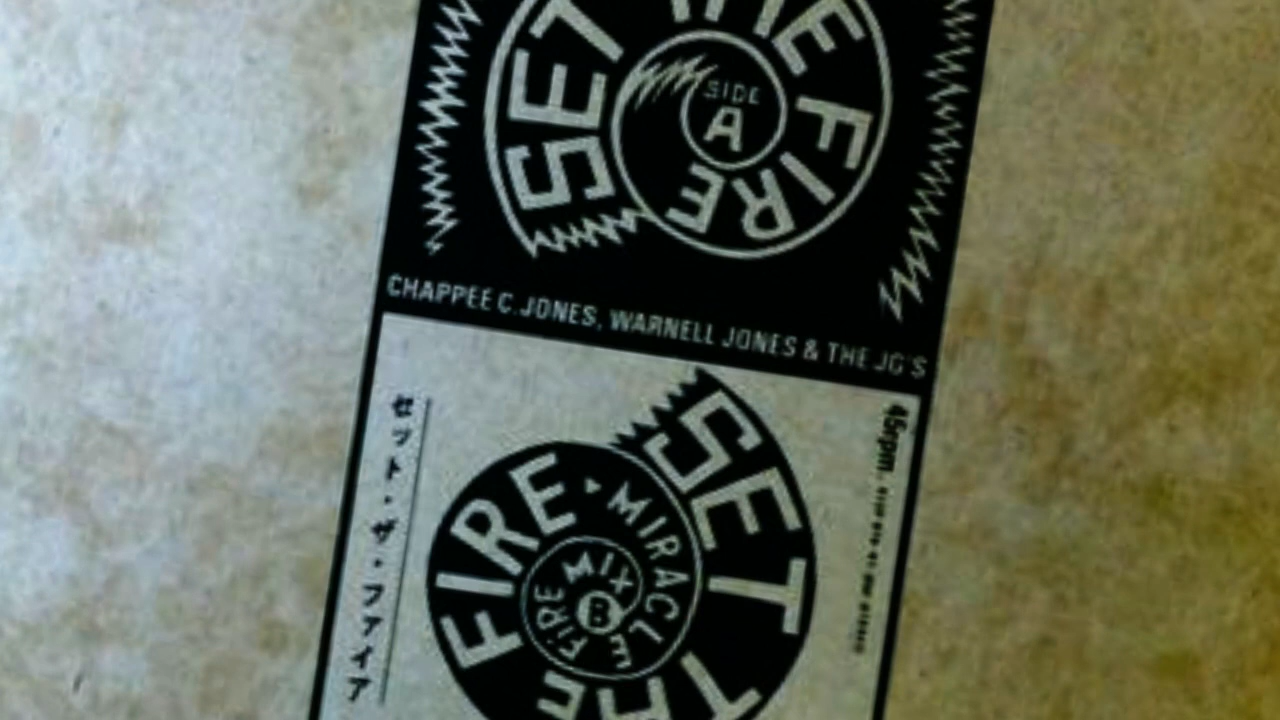 SET THE FIRE
SIDE
A
CHAPPEE C. JONES, WARNELL JONES & THE JG'S
セット・ザ・ファイア
SET THE FIRE・MIRACLE FIRE MIX
B
45rpm